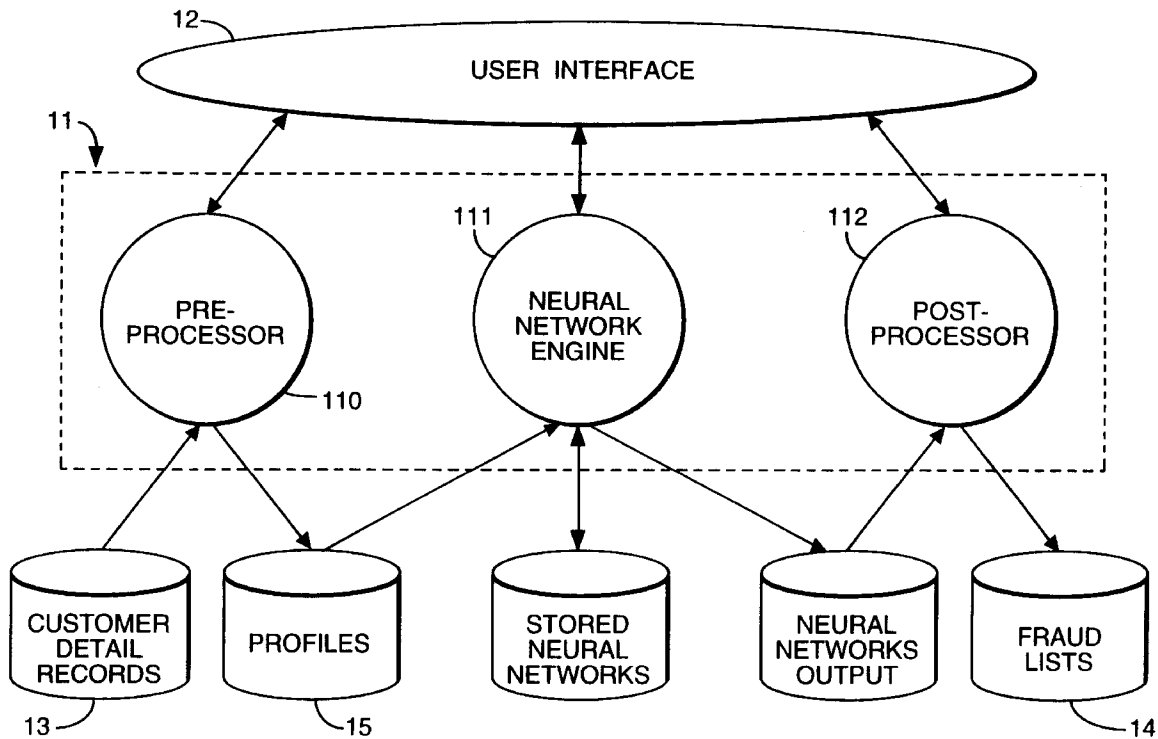 12
USER INTERFACE
11
111
112
PRE-
PROCESSOR
NEURAL
NETWORK
ENGINE
POST-
PROCESSOR
110
CUSTOMER
DETAIL
RECORDS
PROFILES
STORED
NEURAL
NETWORKS
NEURAL
NETWORKS
OUTPUT
FRAUD
LISTS
13
15
14